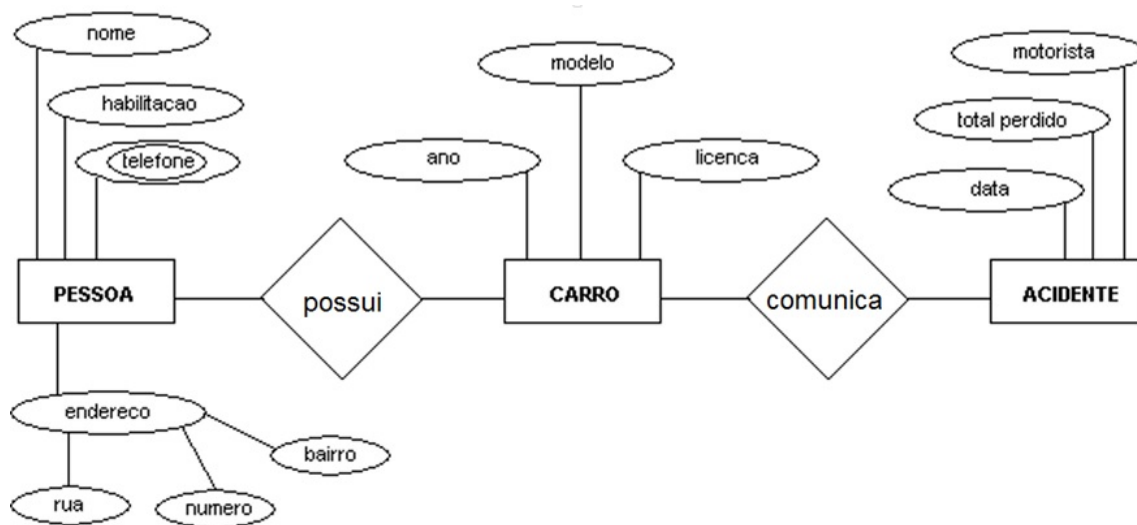 nome
habilitacao
telefone
modelo
ano
licenca
motorista
total perdido
data
PESSOA
possui
CARRO
comunica
ACIDENTE
endereco
bairro
rua
numero